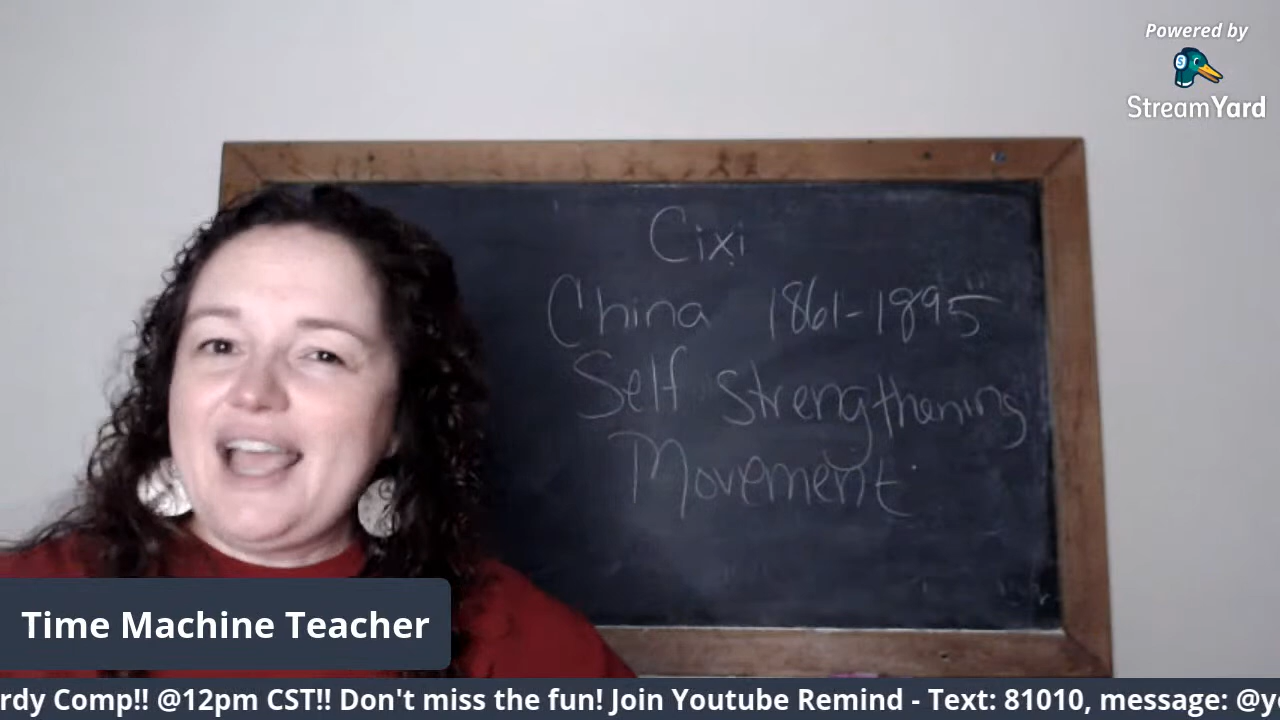 Powered by
StreamYard
Cixi
China 1861-1895
Self Strengthening
Movement
Time Machine Teacher
rdy Comp!! @12pm CST!! Don't miss the fun! Join Youtube Remind - Text: 81010, message: @y